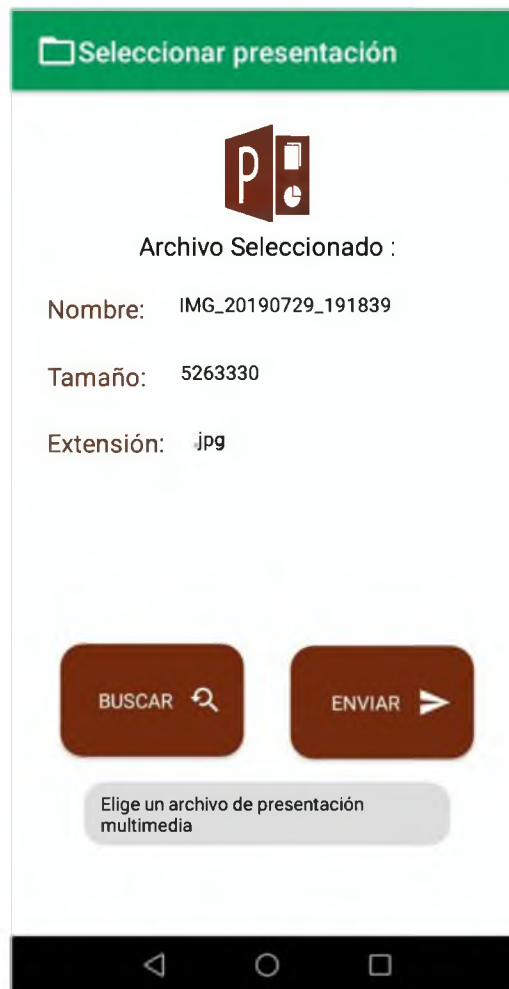 Seleccionar presentación
P
Archivo Seleccionado :
Nombre: IMG_20190729_191839
Tamaño: 5263330
Extensión: .jpg
BUSCAR
ENVIAR
Elige un archivo de presentación
multimedia